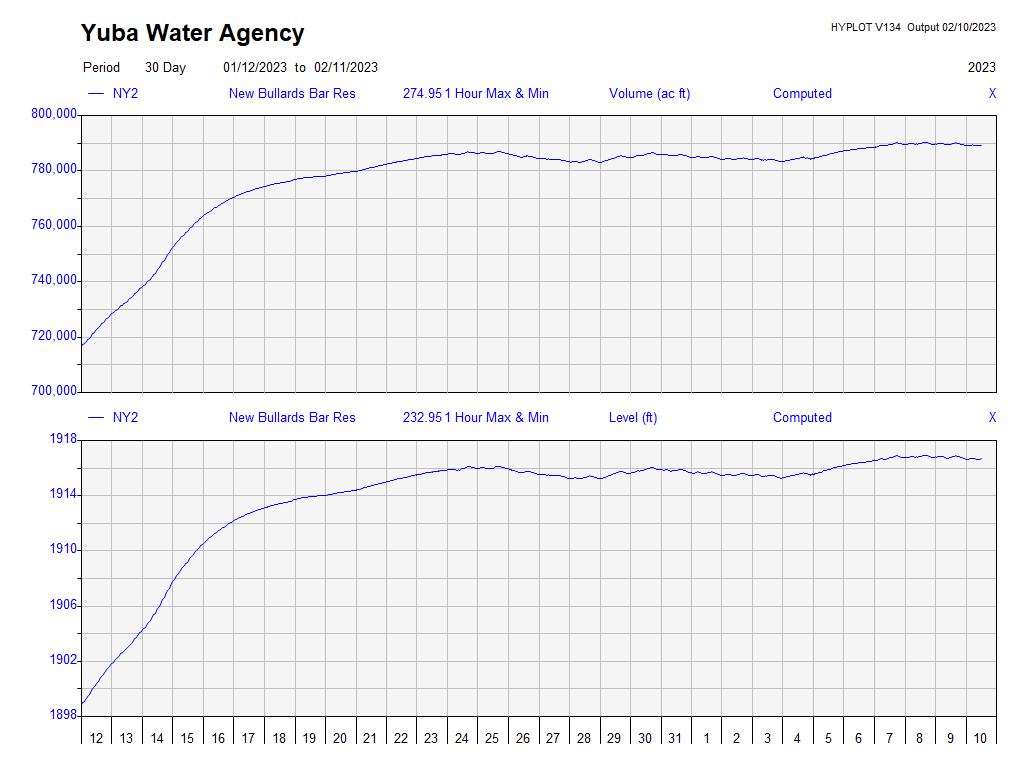 Yuba Water Agency
HYPLOT V134 Output 02/10/2023
Period 30 Day 01/12/2023 to 02/11/2023 2023
NY2 New Bullards Bar Res 274.95 1 Hour Max & Min Volume (ac ft) Computed X
800,000
780,000
760,000
740,000
720,000
700,000
NY2 New Bullards Bar Res 232.95 1 Hour Max & Min Level (ft) Computed X
1918
1914
1910
1906
1902
1898
12 13 14 15 16 17 18 19 20 21 22 23 24 25 26 27 28 29 30 31 1 2 3 4 5 6 7 8 9 10